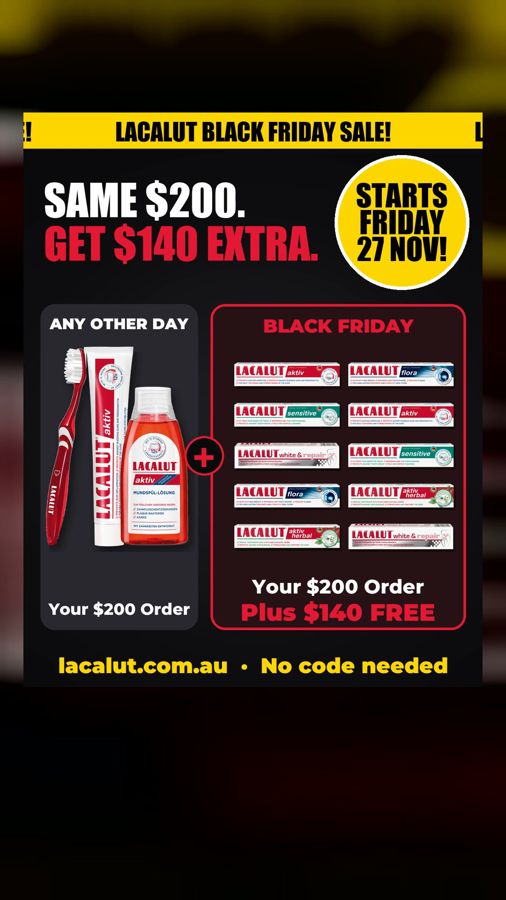 E!
LACALUT BLACK FRIDAY SALE!
L
SAME $200.
GET $140 EXTRA.
STARTS
FRIDAY
27 NOV!
ANY OTHER DAY
BLACK FRIDAY
LACALUT
LACALUT aktiv
LACALUT
aktiv
MUNDSPÜL-LÖSUNG
+
LACALUT aktiv
LACALUT flora
LACALUT sensitive
LACALUT aktiv
LACALUT white & repair
LACALUT sensitive
LACALUT flora
LACALUT aktiv herbal
LACALUT aktiv herbal
LACALUT white & repair
Your $200 Order
Your $200 Order
Plus $140 FREE
lacalut.com.au • No code needed